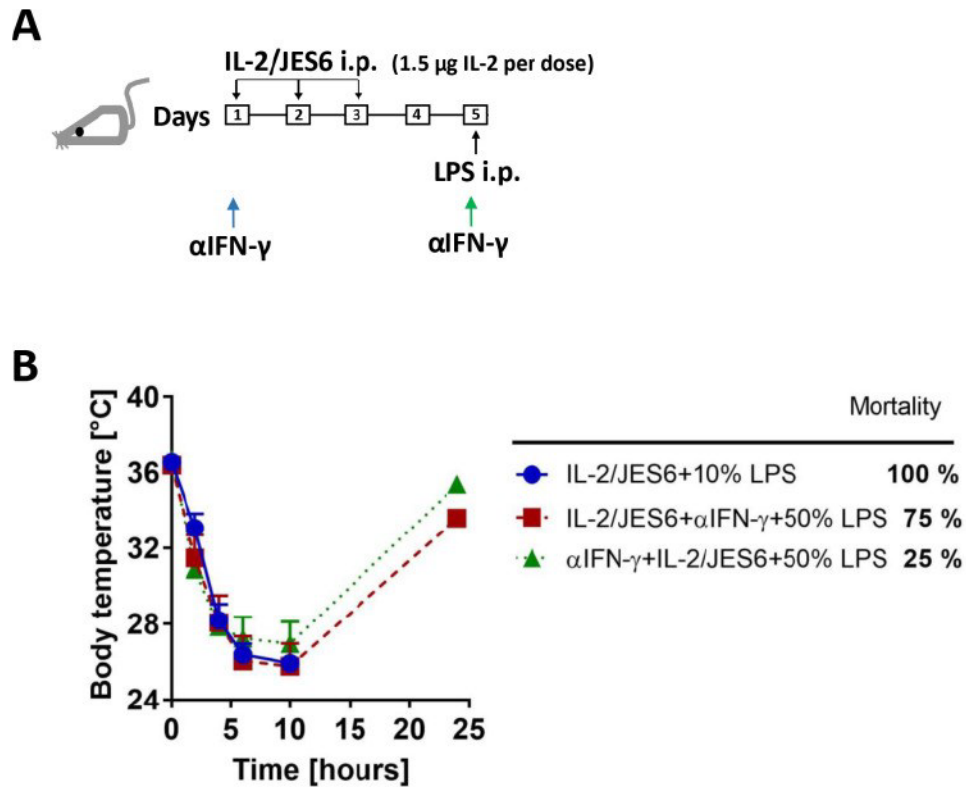 A
IL-2/JES6 i.p. (1.5 µg IL-2 per dose)
Days 1 2 3 4 5
LPS i.p.
αIFN-γ αIFN-γ
B
Body temperature [°C]
40
36
32
28
24
0 5 10 15 20 25
Time [hours]
Mortality
IL-2/JES6+10% LPS 100 %
IL-2/JES6+αIFN-γ+50% LPS 75 %
αIFN-γ+IL-2/JES6+50% LPS 25 %